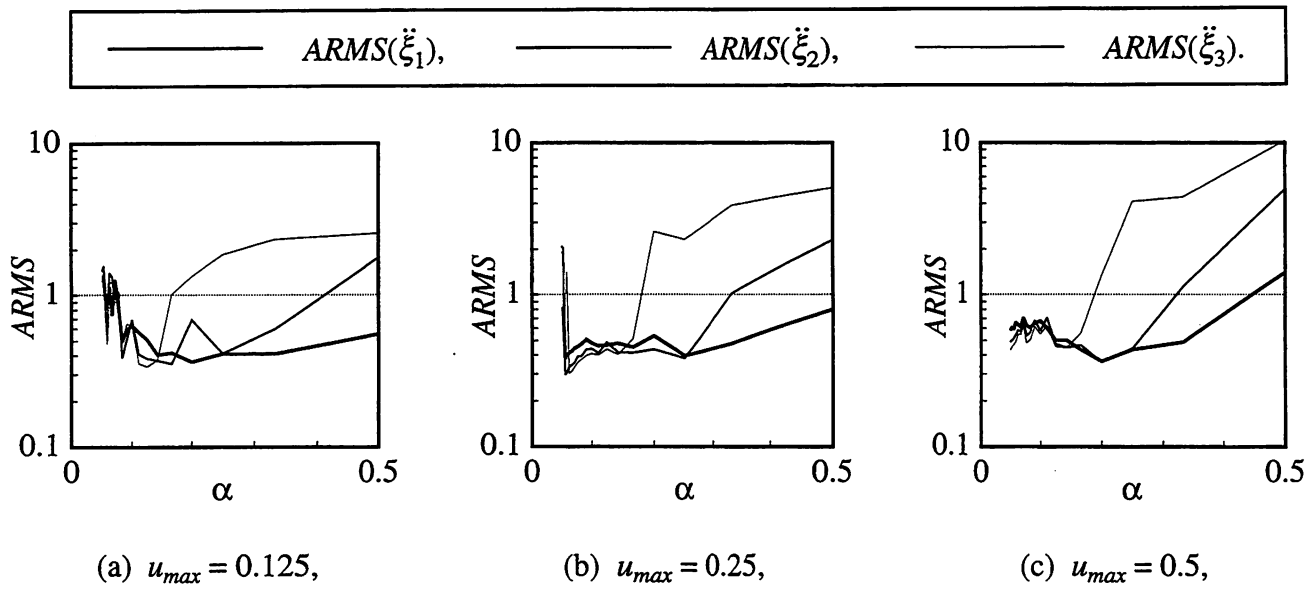 ARMS(ξ̈₁), ARMS(ξ̈₂), ARMS(ξ̈₃).
10
1
0.1
ARMS
0
0.5
α
10
1
0.1
ARMS
0
0.5
α
10
1
0.1
ARMS
0
0.5
α
(a) u_max = 0.125,
(b) u_max = 0.25,
(c) u_max = 0.5,